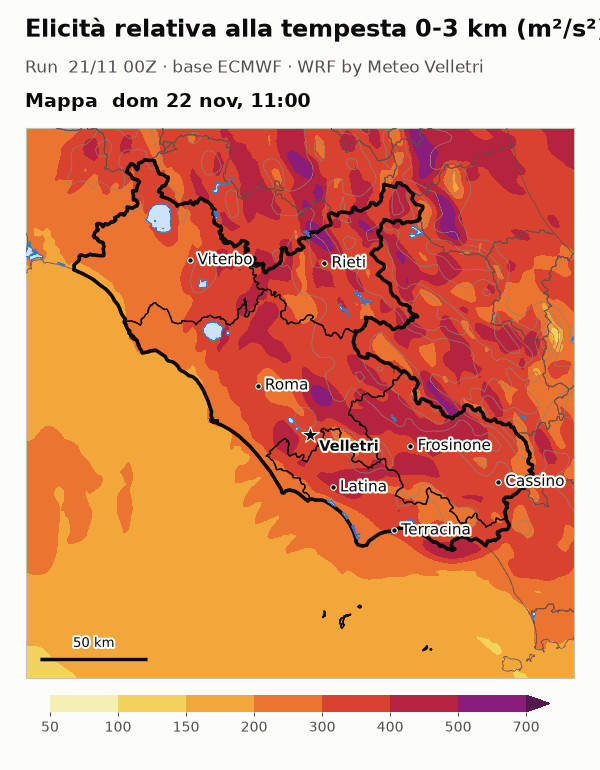 Elicità relativa alla tempesta 0-3 km (m²/s²)
Run 21/11 00Z · base ECMWF · WRF by Meteo Velletri
Mappa dom 22 nov, 11:00
Viterbo
Rieti
Roma
Velletri
Frosinone
Latina
Cassino
Terracina
50 km
50 100 150 200 300 400 500 700